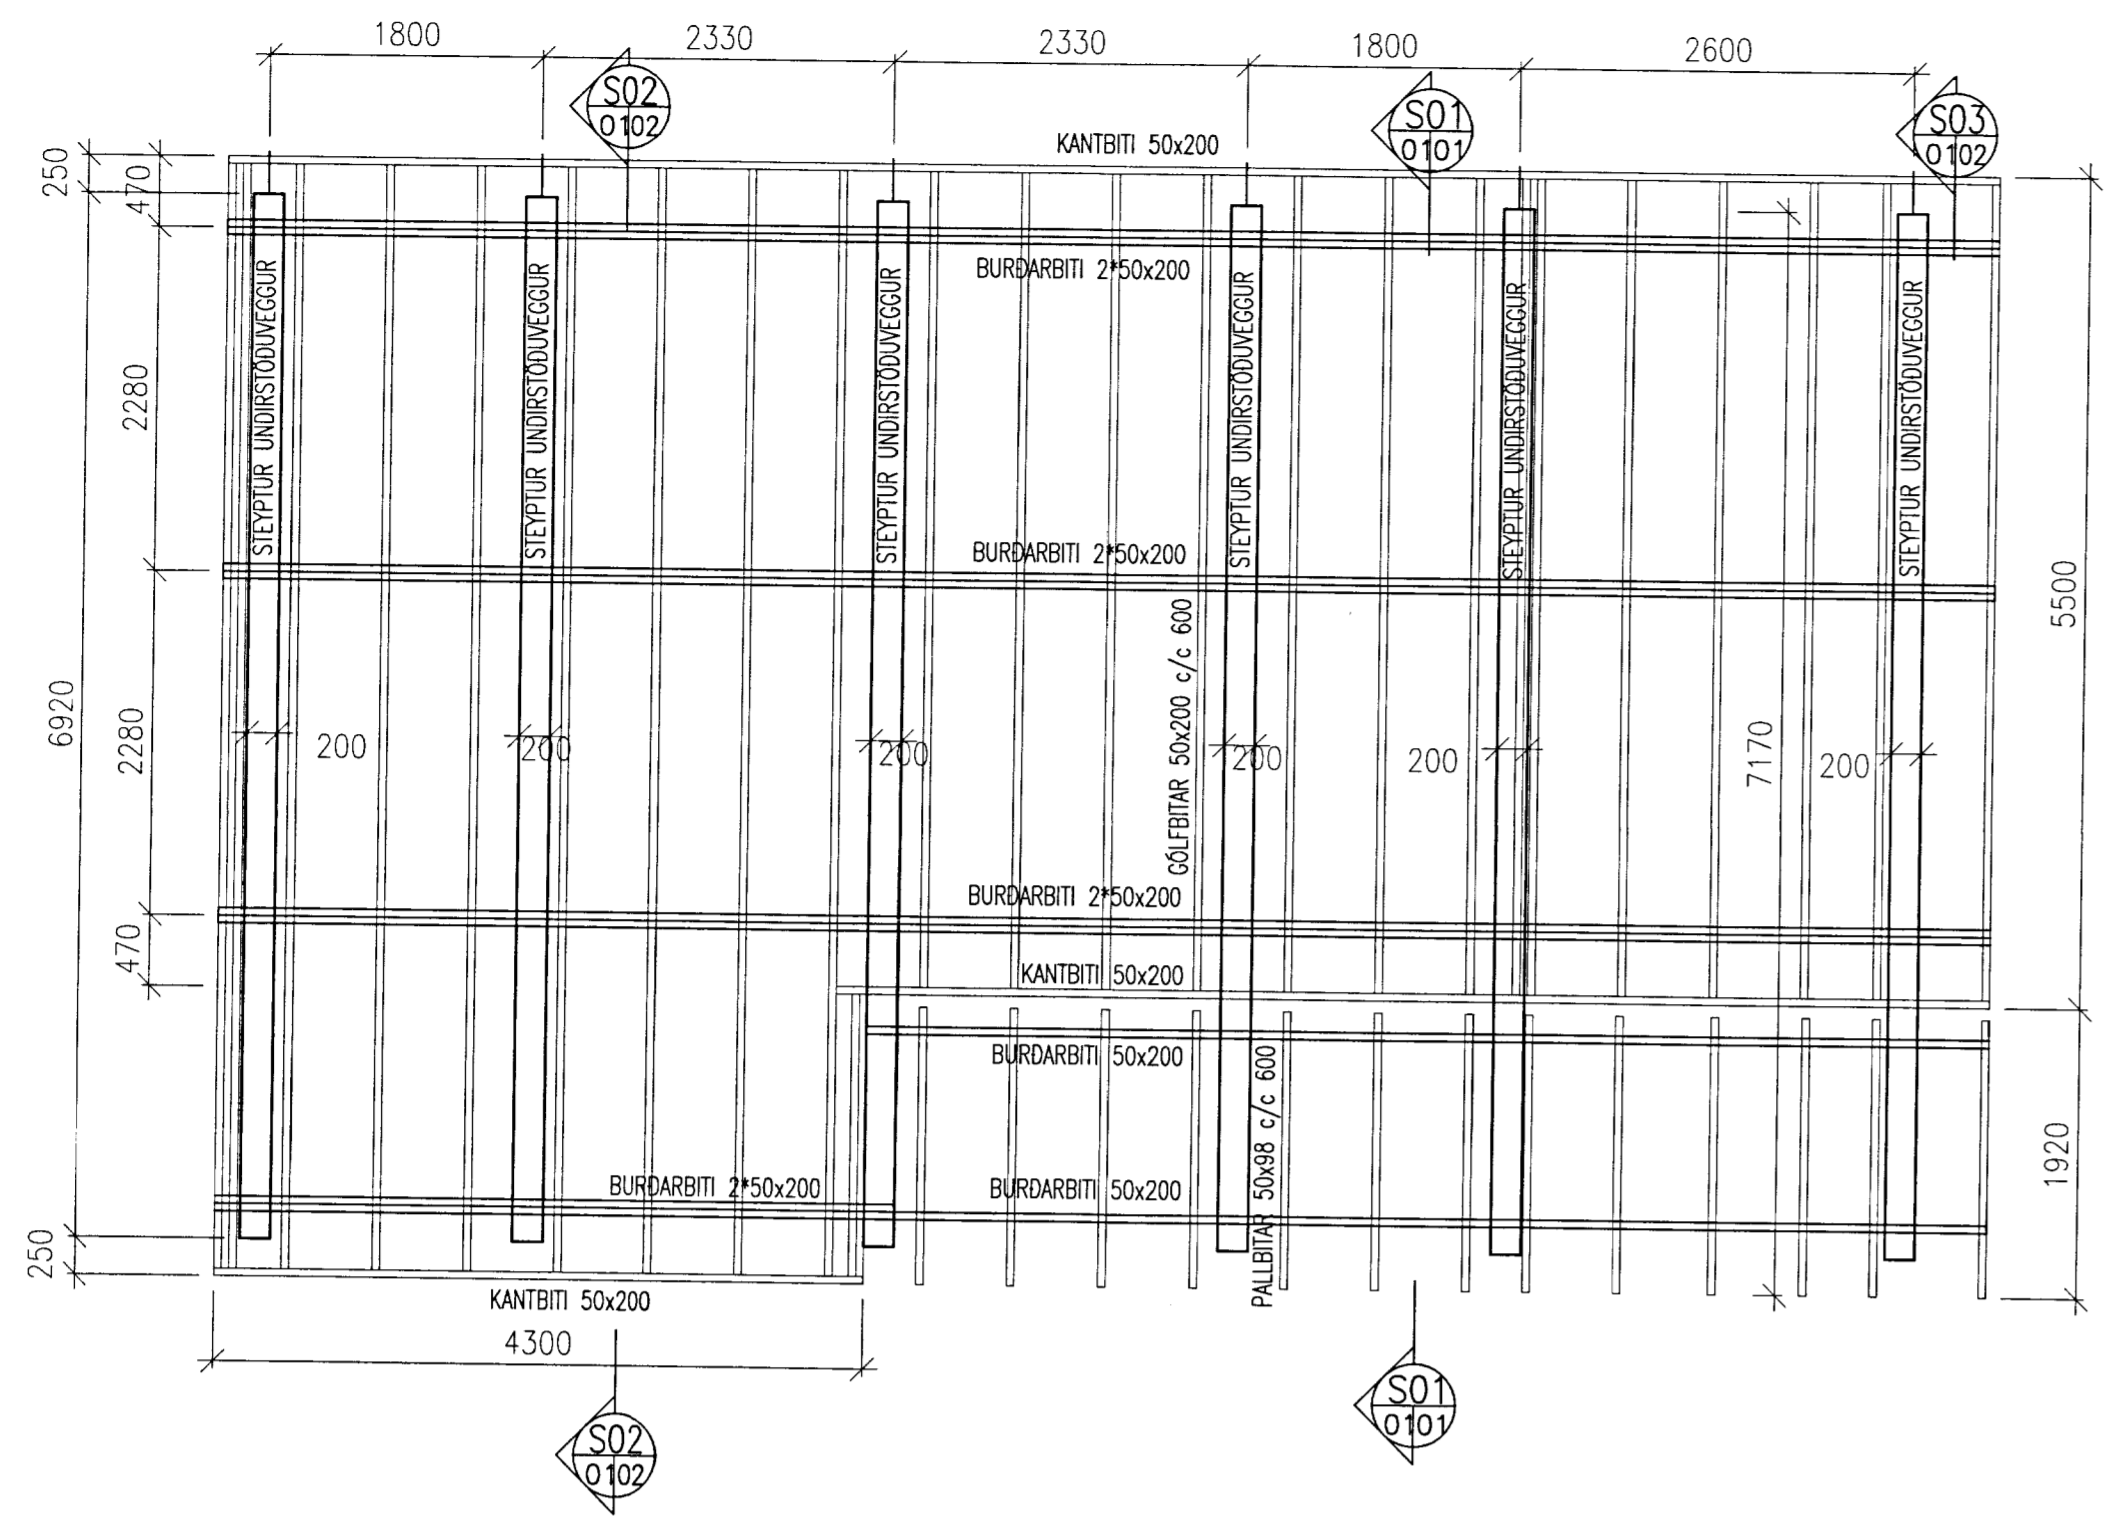 1800
2330
2330
1800
2600
S02
0102
S01
0101
S03
0102
KANTBITI 50x200
250
470
BURÐARBITI 2*50x200
STEYPTUR UNDIRSTÖÐUVEGGUR
STEYPTUR UNDIRSTÖÐUVEGGUR
STEYPTUR UNDIRSTÖÐUVEGGUR
STEYPTUR UNDIRSTÖÐUVEGGUR
STEYPTUR UNDIRSTÖÐUVEGGUR
STEYPTUR UNDIRSTÖÐUVEGGUR
2280
BURÐARBITI 2*50x200
5500
6920
2280
200
200
200
200
200
200
GÓLFBITAR 50x200 c/c 600
7170
BURÐARBITI 2*50x200
470
KANTBITI 50x200
BURÐARBITI 50x200
PALLBITAR 50x98 c/c 600
1920
BURÐARBITI 2*50x200
BURÐARBITI 50x200
250
KANTBITI 50x200
4300
S02
0102
S01
0101